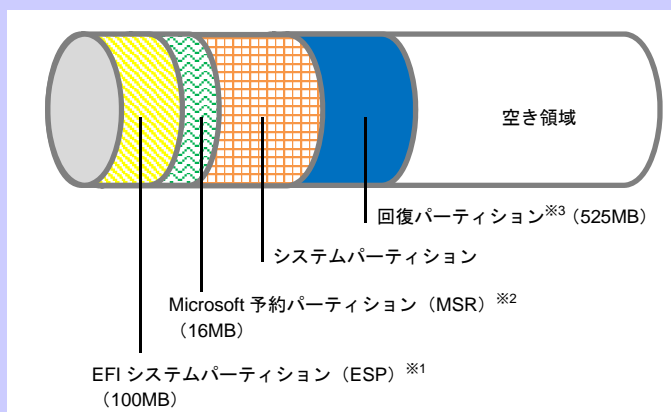 空き領域
回復パーティション※3（525MB）
システムパーティション
Microsoft 予約パーティション（MSR）※2
（16MB）
EFI システムパーティション（ESP）※1
（100MB）